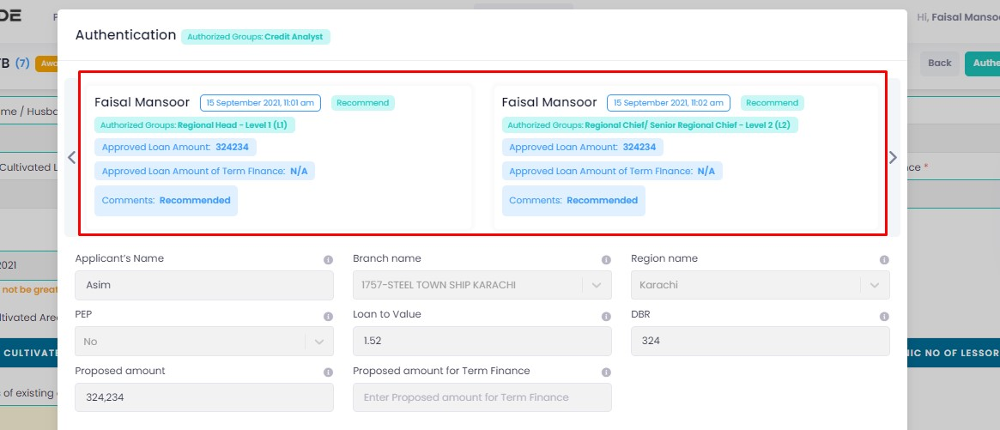 DE
Hi, Faisal Mansoo
Authentication Authorized Groups: Credit Analyst
TB (7) Awa
Back Authe
Faisal Mansoor 15 September 2021, 11:01 am Recommend
Authorized Groups: Regional Head - Level 1 (L1)
Approved Loan Amount: 324234
Approved Loan Amount of Term FInance: N/A
Comments: Recommended
Faisal Mansoor 15 September 2021, 11:02 am Recommend
Authorized Groups: Regional Chief/ Senior Regional Chief - Level 2 (L2)
Approved Loan Amount: 324234
Approved Loan Amount of Term FInance: N/A
Comments: Recommended
me / Husba
Cultivated L
nce *
2021
not be great
ltivated Area
CULTIVATE
NIC NO OF LESSOR
s of existing
Applicant's Name
Asim
Branch name
1757-STEEL TOWN SHIP KARACHI
Region name
Karachi
PEP
No
Loan to Value
1.52
DBR
324
Proposed amount
324,234
Proposed amount for Term Finance
Enter Proposed amount for Term Finance